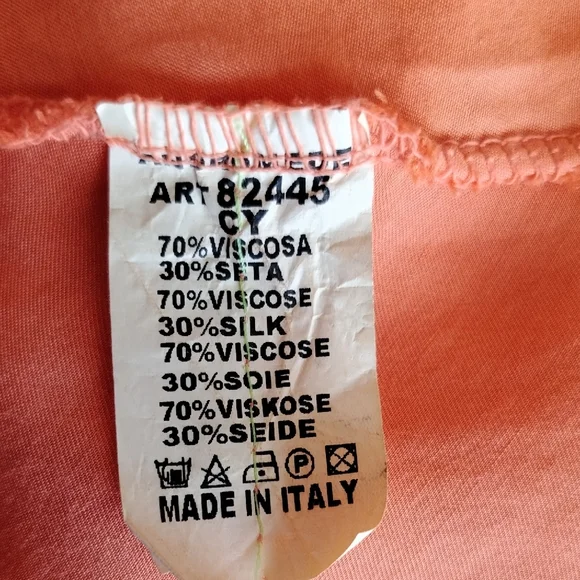 ART 82445
CY
70%VISCOSA
30%SETA
70%VISCOSE
30%SILK
70%VISCOSE
30%SOIE
70%VISKOSE
30%SEIDE
P
MADE IN ITALY